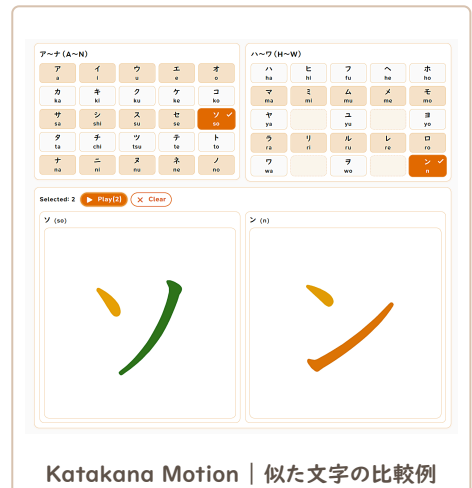 ア～ナ (A～N)
ア イ ウ エ オ
a i u e o
カ キ ク ケ コ
ka ki ku ke ko
サ シ ス セ ソ
sa shi su se so
タ チ ツ テ ト
ta chi tsu te to
ナ ニ ヌ ネ ノ
na ni nu ne no
ハ～ワ (H～W)
ハ ヒ フ ヘ ホ
ha hi fu he ho
マ ミ ム メ モ
ma mi mu me mo
ヤ ユ ヨ
ya yu yo
ラ リ ル レ ロ
ra ri ru re ro
ワ ヲ ン
wa wo n
Selected: 2 Play(2) Clear
ソ (so)
ソ
ン (n)
ン
Katakana Motion | 似た文字の比較例